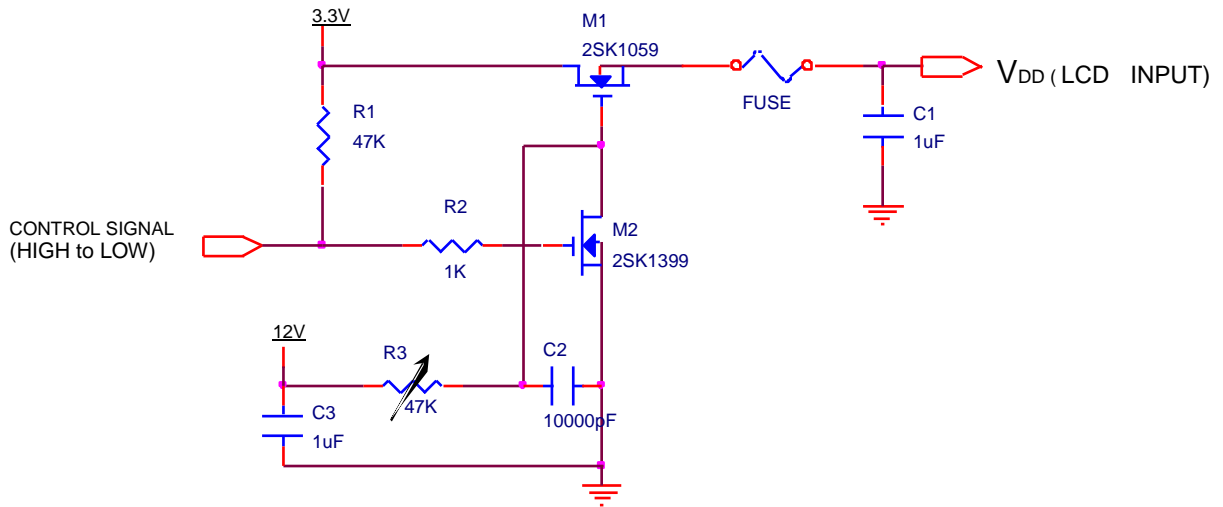 3.3V
M1
2SK1059
FUSE
VDD ( LCD INPUT)
R1
47K
C1
1uF
CONTROL SIGNAL
(HIGH to LOW)
R2
1K
M2
2SK1399
12V
R3
47K
C2
10000pF
C3
1uF